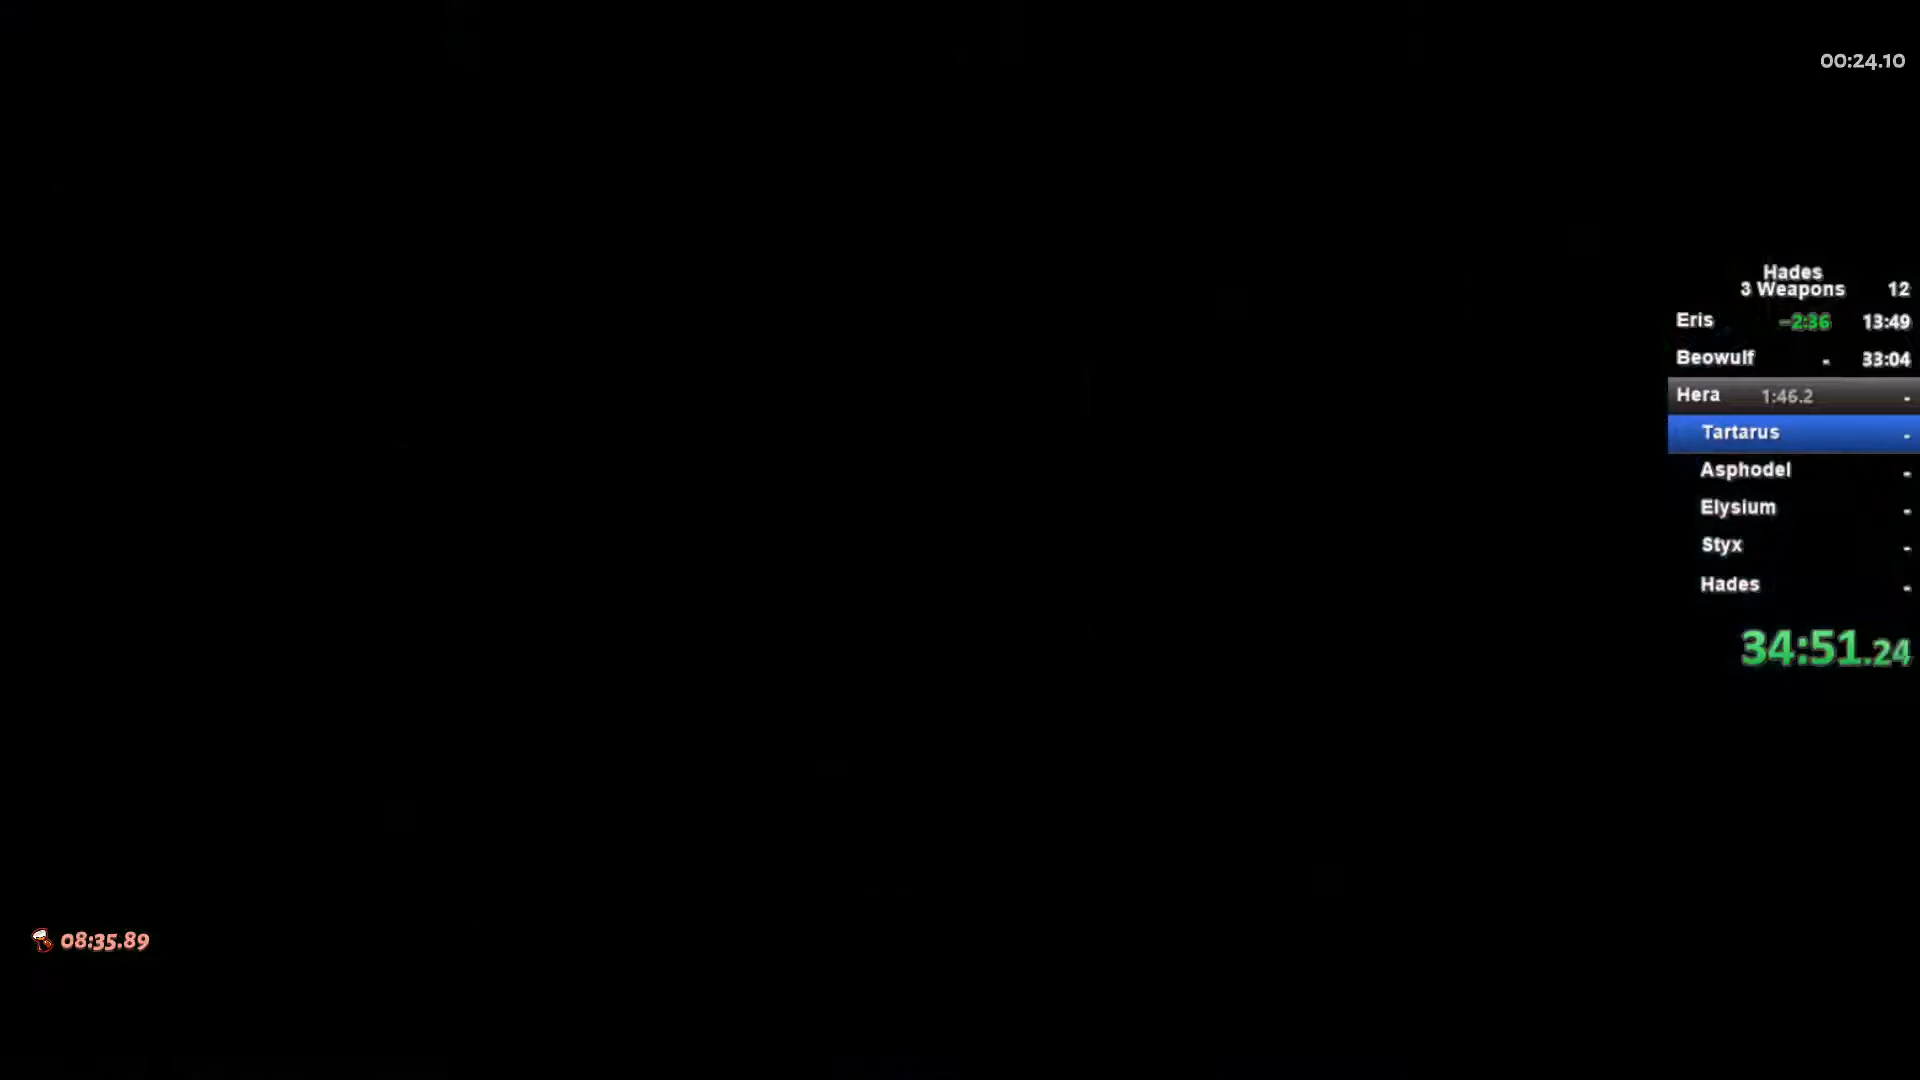 00:24.10
Hades
3 Weapons 12
Eris -2:36 13:49
Beowulf - 33:04
Hera 1:46.2 -
Tartarus -
Asphodel -
Elysium -
Styx -
Hades -
34:51.24
08:35.89